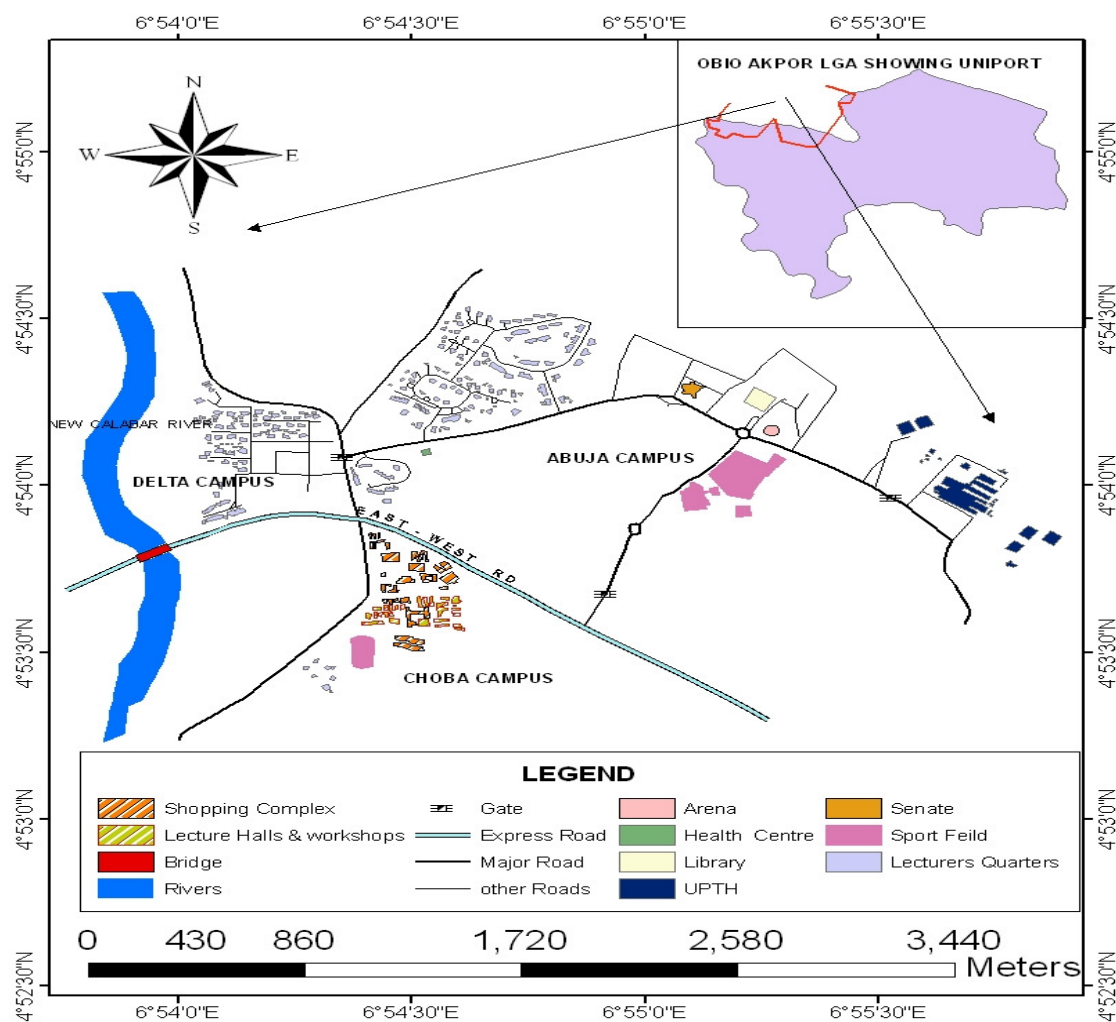 6°54'0"E 6°54'30"E 6°55'0"E 6°55'30"E
OBIO AKPOR LGA SHOWING UNIPORT
N
W E
S
4°55'0"N 4°55'0"N
4°54'30"N 4°54'30"N
NEW CALABAR RIVER
ABUJA CAMPUS
DELTA CAMPUS
4°54'0"N 4°54'0"N
EAST - WEST RD
4°53'30"N 4°53'30"N
CHOBA CAMPUS
LEGEND
Shopping Complex Gate Arena Senate
Lecture Halls & workshops Express Road Health Centre Sport Feild
Bridge Major Road Library Lecturers Quarters
Rivers other Roads UPTH
4°53'0"N 4°53'0"N
0 430 860 1,720 2,580 3,440
Meters
4°52'30"N 4°52'30"N
6°54'0"E 6°54'30"E 6°55'0"E 6°55'30"E